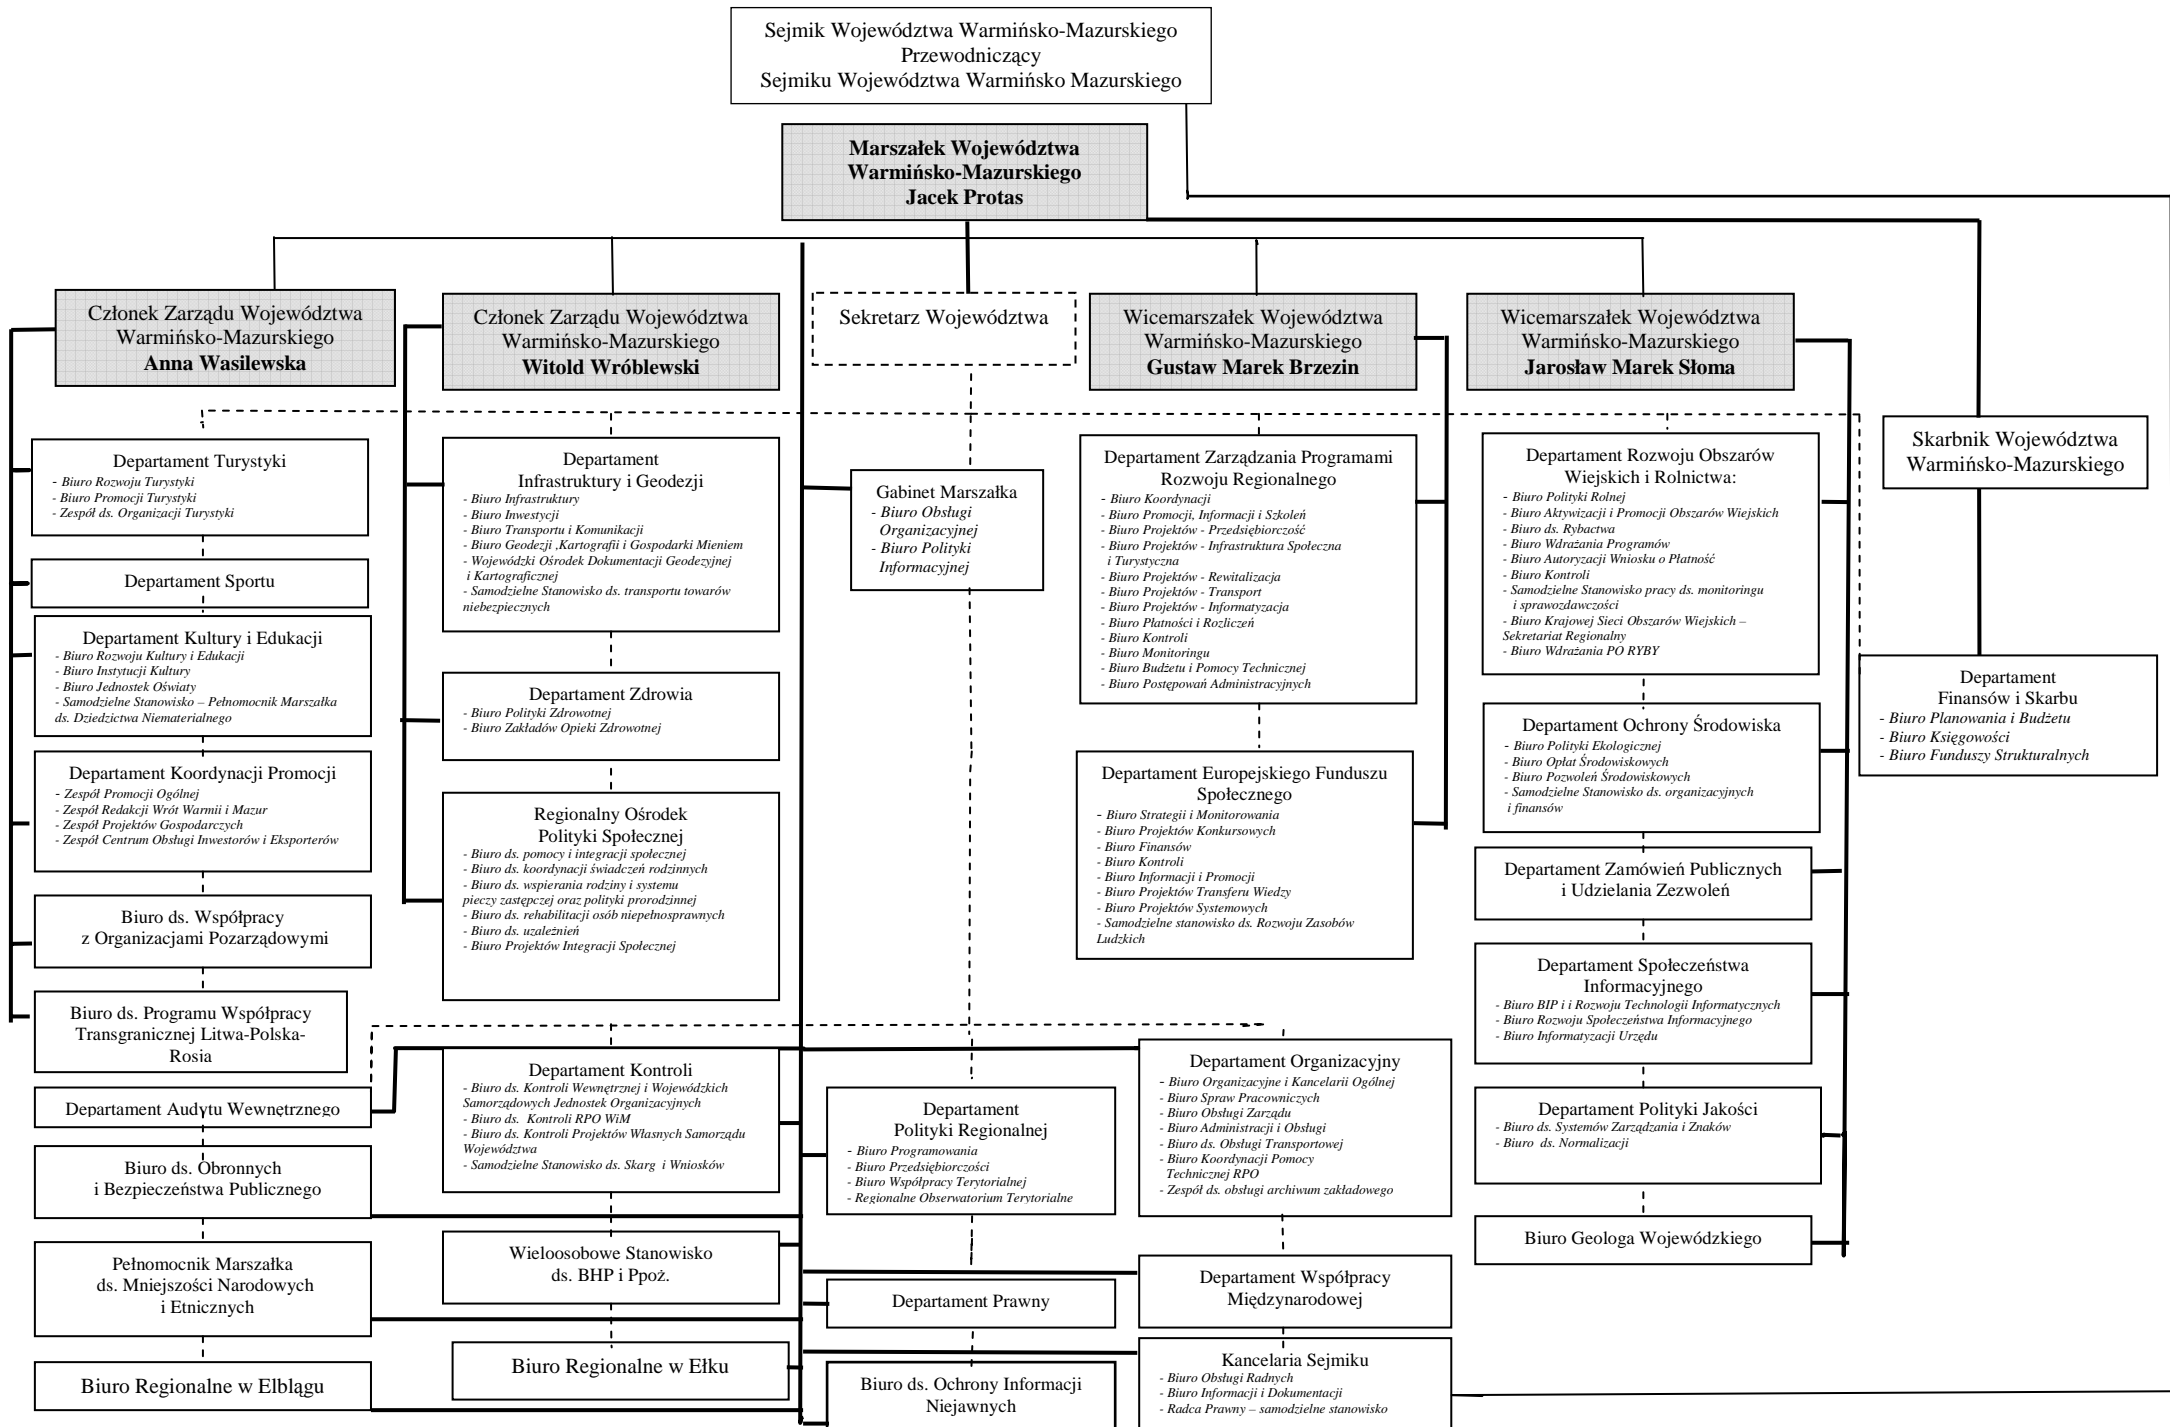 Sejmik Województwa Warmińsko-Mazurskiego
Przewodniczący
Sejmiku Województwa Warmińsko Mazurskiego
Marszałek Województwa
Warmińsko-Mazurskiego
Jacek Protas
Członek Zarządu Województwa
Warmińsko-Mazurskiego
Anna Wasilewska
Członek Zarządu Województwa
Warmińsko-Mazurskiego
Witold Wróblewski
Sekretarz Województwa
Wicemarszałek Województwa
Warmińsko-Mazurskiego
Gustaw Marek Brzezin
Wicemarszałek Województwa
Warmińsko-Mazurskiego
Jarosław Marek Słoma
Skarbnik Województwa
Warmińsko-Mazurskiego
Departament Turystyki
- Biuro Rozwoju Turystyki
- Biuro Promocji Turystyki
- Zespół ds. Organizacji Turystyki
Departament Sportu
Departament Kultury i Edukacji
- Biuro Rozwoju Kultury i Edukacji
- Biuro Instytucji Kultury
- Biuro Jednostek Oświaty
- Samodzielne Stanowisko – Pełnomocnik Marszałka
ds. Dziedzictwa Niematerialnego
Departament Koordynacji Promocji
- Zespół Promocji Ogólnej
- Zespół Redakcji Wrót Warmii i Mazur
- Zespół Projektów Gospodarczych
- Zespół Centrum Obsługi Inwestorów i Eksporterów
Biuro ds. Współpracy
z Organizacjami Pozarządowymi
Biuro ds. Programu Współpracy
Transgranicznej Litwa-Polska-
Rosia
Departament Audytu Wewnętrznego
Biuro ds. Obronnych
i Bezpieczeństwa Publicznego
Pełnomocnik Marszałka
ds. Mniejszości Narodowych
i Etnicznych
Biuro Regionalne w Elblągu
Departament
Infrastruktury i Geodezji
- Biuro Infrastruktury
- Biuro Inwestycji
- Biuro Transportu i Komunikacji
- Biuro Geodezji ,Kartografii i Gospodarki Mieniem
- Wojewódzki Ośrodek Dokumentacji Geodezyjnej
i Kartograficznej
- Samodzielne Stanowisko ds. transportu towarów
niebezpiecznych
Departament Zdrowia
- Biuro Polityki Zdrowotnej
- Biuro Zakładów Opieki Zdrowotnej
Regionalny Ośrodek
Polityki Społecznej
- Biuro ds. pomocy i integracji społecznej
- Biuro ds. koordynacji świadczeń rodzinnych
- Biuro ds. wspierania rodziny i systemu
pieczy zastępczej oraz polityki prorodzinnej
- Biuro ds. rehabilitacji osób niepełnosprawnych
- Biuro ds. uzależnień
- Biuro Projektów Integracji Społecznej
Departament Kontroli
- Biuro ds. Kontroli Wewnętrznej i Wojewódzkich
Samorządowych Jednostek Organizacyjnych
- Biuro ds.  Kontroli RPO WiM
- Biuro ds. Kontroli Projektów Własnych Samorządu
Województwa
- Samodzielne Stanowisko ds. Skarg  i Wniosków
Wieloosobowe Stanowisko
ds. BHP i Ppoż.
Biuro Regionalne w Ełku
Gabinet Marszałka
- Biuro Obsługi
Organizacyjnej
- Biuro Polityki
Informacyjnej
Departament
Polityki Regionalnej
- Biuro Programowania
- Biuro Przedsiębiorczości
- Biuro Współpracy Terytorialnej
- Regionalne Obserwatorium Terytorialne
Departament Prawny
Biuro ds. Ochrony Informacji
Niejawnych
Departament Zarządzania Programami
Rozwoju Regionalnego
- Biuro Koordynacji
- Biuro Promocji, Informacji i Szkoleń
- Biuro Projektów - Przedsiębiorczość
- Biuro Projektów - Infrastruktura Społeczna
i Turystyczna
- Biuro Projektów - Rewitalizacja
- Biuro Projektów - Transport
- Biuro Projektów - Informatyzacja
- Biuro Płatności i Rozliczeń
- Biuro Kontroli
- Biuro Monitoringu
- Biuro Budżetu i Pomocy Technicznej
- Biuro Postępowań Administracyjnych
Departament Europejskiego Funduszu
Społecznego
- Biuro Strategii i Monitorowania
- Biuro Projektów Konkursowych
- Biuro Finansów
- Biuro Kontroli
- Biuro Informacji i Promocji
- Biuro Projektów Transferu Wiedzy
- Biuro Projektów Systemowych
- Samodzielne stanowisko ds. Rozwoju Zasobów
Ludzkich
Departament Organizacyjny
- Biuro Organizacyjne i Kancelarii Ogólnej
- Biuro Spraw Pracowniczych
- Biuro Obsługi Zarządu
- Biuro Administracji i Obsługi
- Biuro ds. Obsługi Transportowej
- Biuro Koordynacji Pomocy
Technicznej RPO
- Zespół ds. obsługi archiwum zakładowego
Departament Współpracy
Międzynarodowej
Kancelaria Sejmiku
- Biuro Obsługi Radnych
- Biuro Informacji i Dokumentacji
- Radca Prawny – samodzielne stanowisko
Departament Rozwoju Obszarów
Wiejskich i Rolnictwa:
- Biuro Polityki Rolnej
- Biuro Aktywizacji i Promocji Obszarów Wiejskich
- Biuro ds. Rybactwa
- Biuro Wdrażania Programów
- Biuro Autoryzacji Wniosku o Płatność
- Biuro Kontroli
- Samodzielne Stanowisko pracy ds. monitoringu
i sprawozdawczości
- Biuro Krajowej Sieci Obszarów Wiejskich –
Sekretariat Regionalny
- Biuro Wdrażania PO RYBY
Departament Ochrony Środowiska
- Biuro Polityki Ekologicznej
- Biuro Opłat Środowiskowych
- Biuro Pozwoleń Środowiskowych
- Samodzielne Stanowisko ds. organizacyjnych
i finansów
Departament Zamówień Publicznych
i Udzielania Zezwoleń
Departament Społeczeństwa
Informacyjnego
- Biuro BIP i i Rozwoju Technologii Informatycznych
- Biuro Rozwoju Społeczeństwa Informacyjnego
- Biuro Informatyzacji Urzędu
Departament Polityki Jakości
- Biuro ds. Systemów Zarządzania i Znaków
- Biuro  ds. Normalizacji
Biuro Geologa Wojewódzkiego
Departament
Finansów i Skarbu
- Biuro Planowania i Budżetu
- Biuro Księgowości
- Biuro Funduszy Strukturalnych